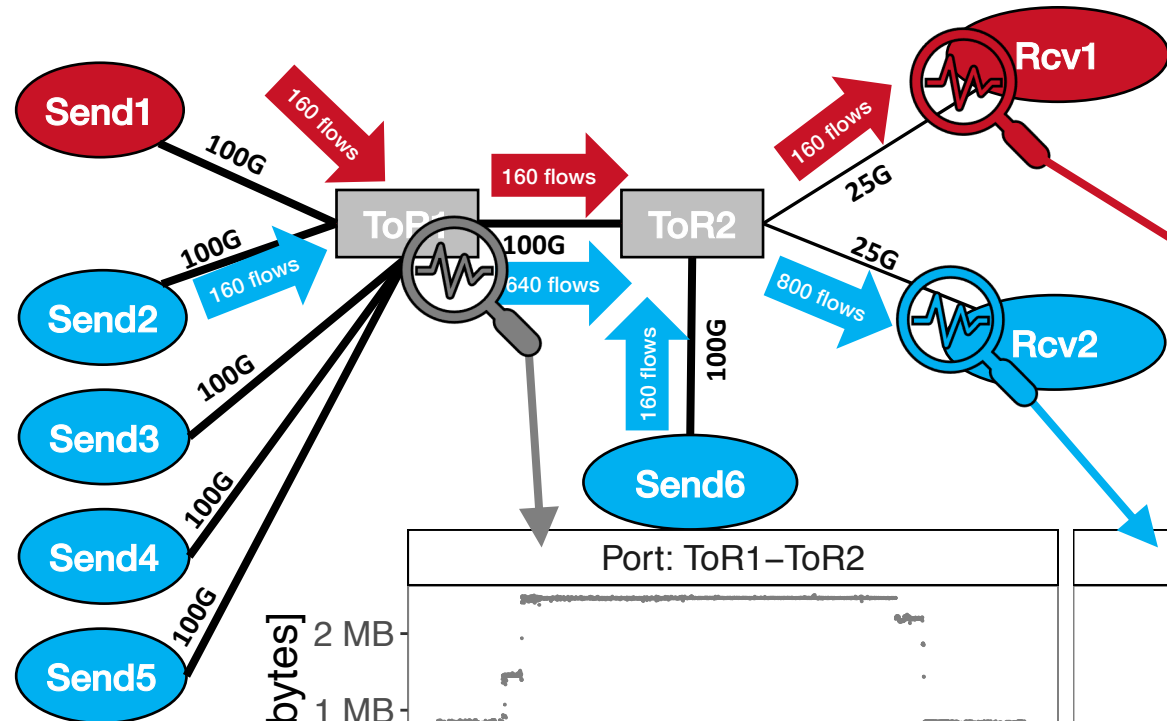 Send1
100G
160 flows
ToR1
160 flows
100G
ToR2
160 flows
25G
Rcv1
Send2
100G
160 flows
640 flows
25G
800 flows
Rcv2
Send3
100G
160 flows
100G
Send6
Send4
100G
Send5
100G
Port: ToR1–ToR2
bytes]
2 MB
1 MB